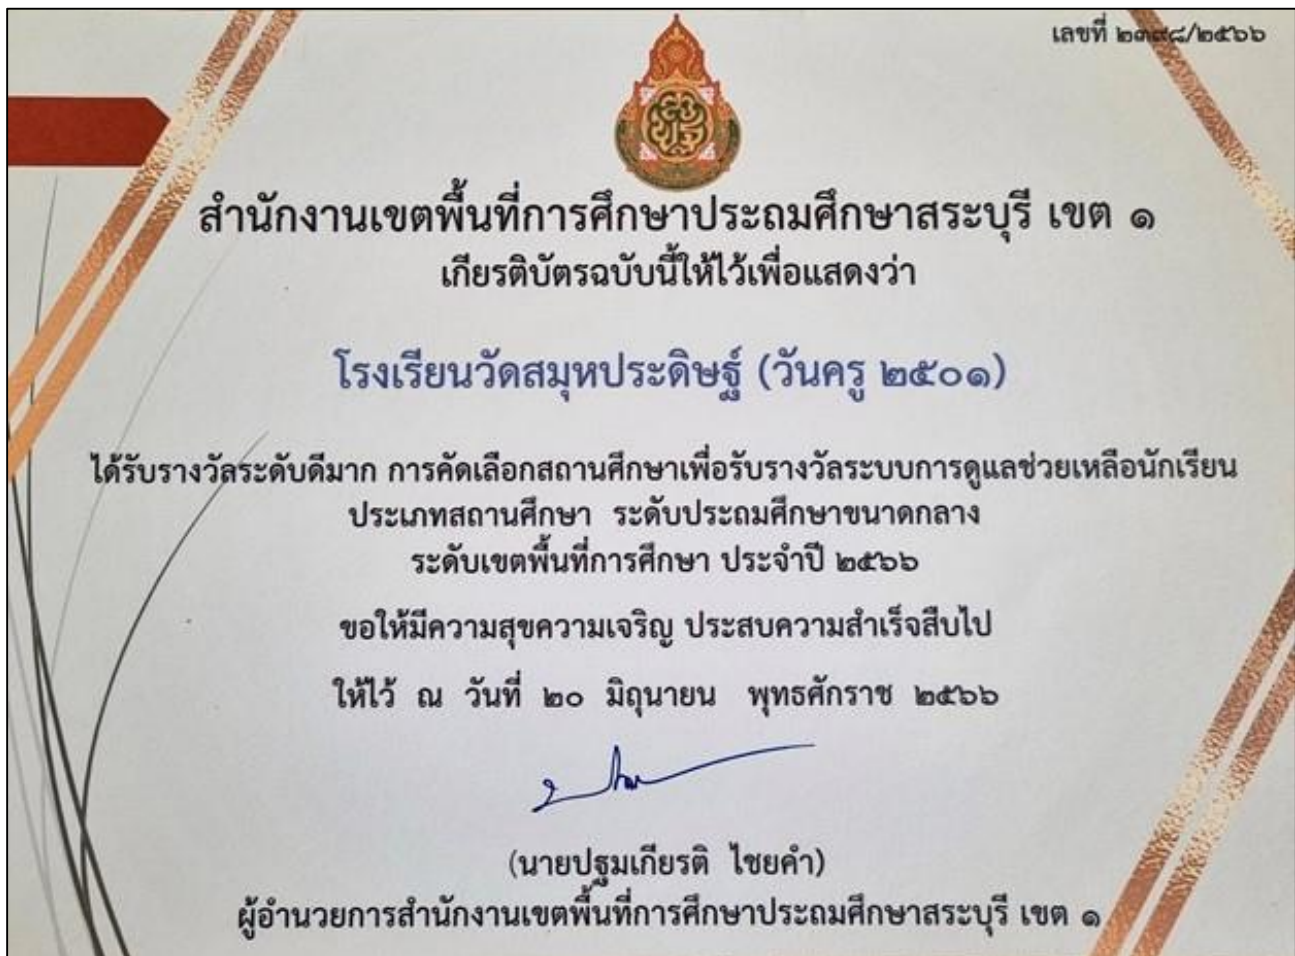 เลขที่ ๒๓๙๘/๒๕๖๖
สำนักงานเขตพื้นที่การศึกษาประถมศึกษาสระบุรี เขต ๑
เกียรติบัตรฉบับนี้ให้ไว้เพื่อแสดงว่า
โรงเรียนวัดสมุหประดิษฐ์ (วันครู ๒๕๐๑)
ได้รับรางวัลระดับดีมาก การคัดเลือกสถานศึกษาเพื่อรับรางวัลระบบการดูแลช่วยเหลือนักเรียน
ประเภทสถานศึกษา ระดับประถมศึกษาขนาดกลาง
ระดับเขตพื้นที่การศึกษา ประจำปี ๒๕๖๖
ขอให้มีความสุขความเจริญ ประสบความสำเร็จสืบไป
ให้ไว้ ณ วันที่ ๒๐ มิถุนายน พุทธศักราช ๒๕๖๖
(นายปฐมเกียรติ ไชยคำ)
ผู้อำนวยการสำนักงานเขตพื้นที่การศึกษาประถมศึกษาสระบุรี เขต ๑